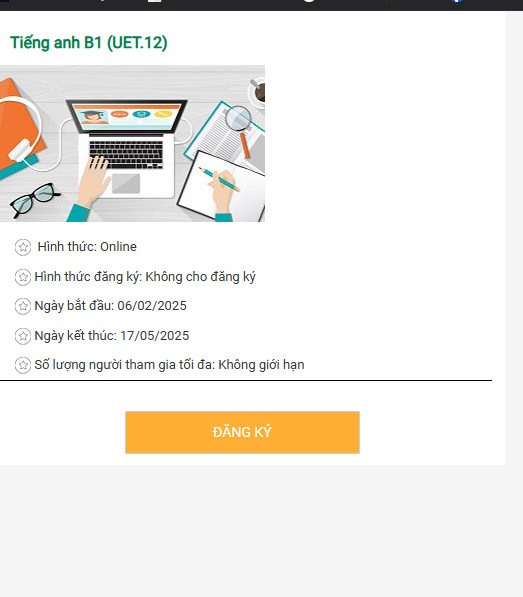 Tiếng anh B1 (UET.12)
Hình thức: Online
Hình thức đăng ký: Không cho đăng ký
Ngày bắt đầu: 06/02/2025
Ngày kết thúc: 17/05/2025
Số lượng người tham gia tối đa: Không giới hạn
ĐĂNG KÝ